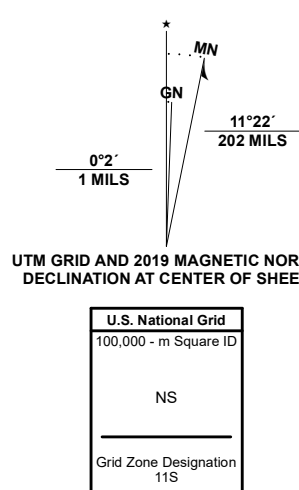 ★
MN
GN
11°22´
202 MILS
0°2´
1 MILS
UTM GRID AND 2019 MAGNETIC NOR
DECLINATION AT CENTER OF SHEE
U.S. National Grid
100,000 - m Square ID
NS
Grid Zone Designation
11S